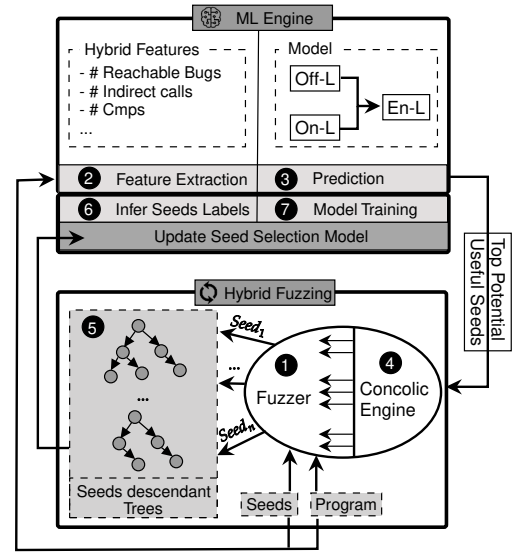 ML Engine
Hybrid Features
- # Reachable Bugs
- # Indirect calls
- # Cmps
...
Model
Off-L
On-L
En-L
2 Feature Extraction
3 Prediction
6 Infer Seeds Labels
7 Model Training
Update Seed Selection Model
Top Potential
Useful Seeds
Hybrid Fuzzing
5
...
Seeds descendant
Trees
Seed1
...
Seedn
1
Fuzzer
4
Concolic
Engine
Seeds
Program